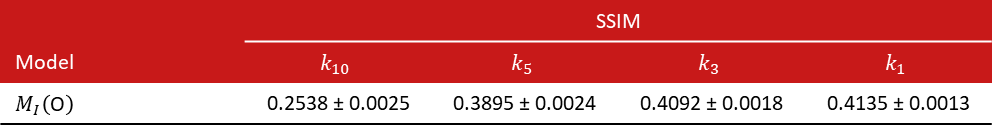 SSIM
Model k₁₀ k₅ k₃ k₁
M_I(O) 0.2538 ± 0.0025 0.3895 ± 0.0024 0.4092 ± 0.0018 0.4135 ± 0.0013